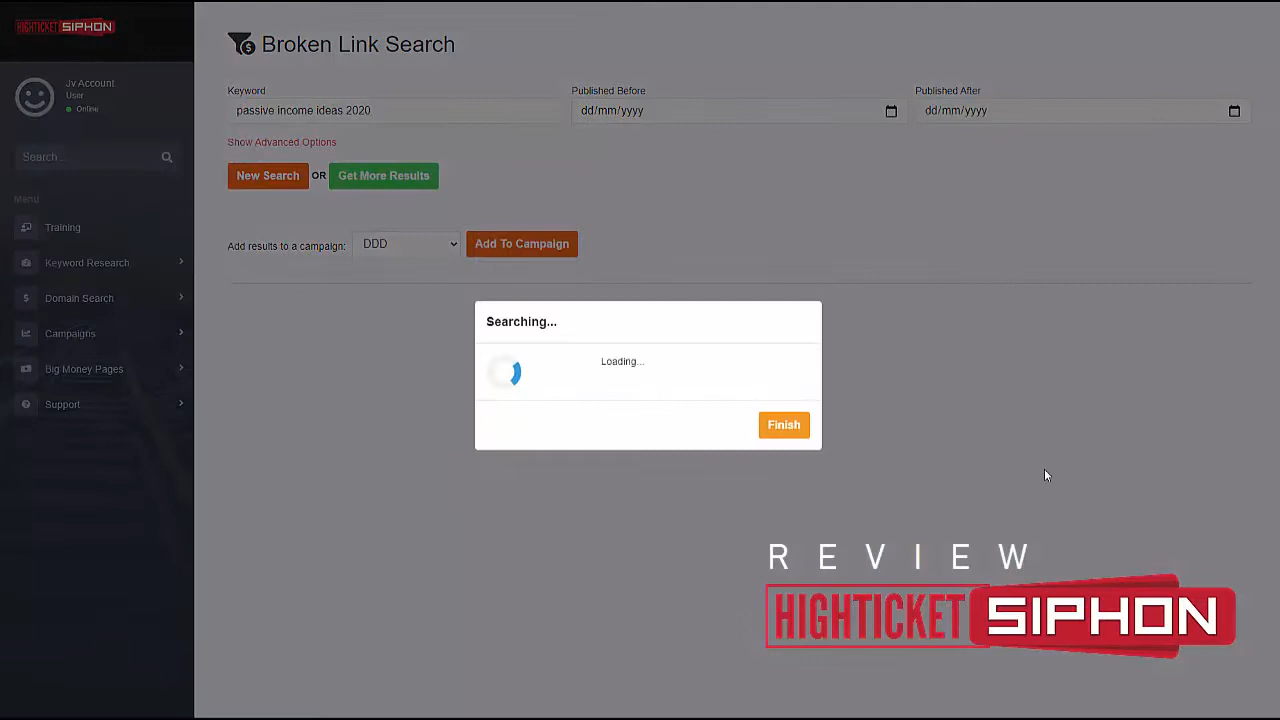 HIGHTICKET SIPHON
Jv Account
User
Online
Search...
Menu
Training
Keyword Research
Domain Search
Campaigns
Big Money Pages
Support
Broken Link Search
Keyword
Published Before
Published After
passive income ideas 2020
dd/mm/yyyy
dd/mm/yyyy
Show Advanced Options
New Search OR Get More Results
Add results to a campaign: DDD Add To Campaign
Searching...
Loading...
Finish
REVIEW
HIGHTICKET SIPHON